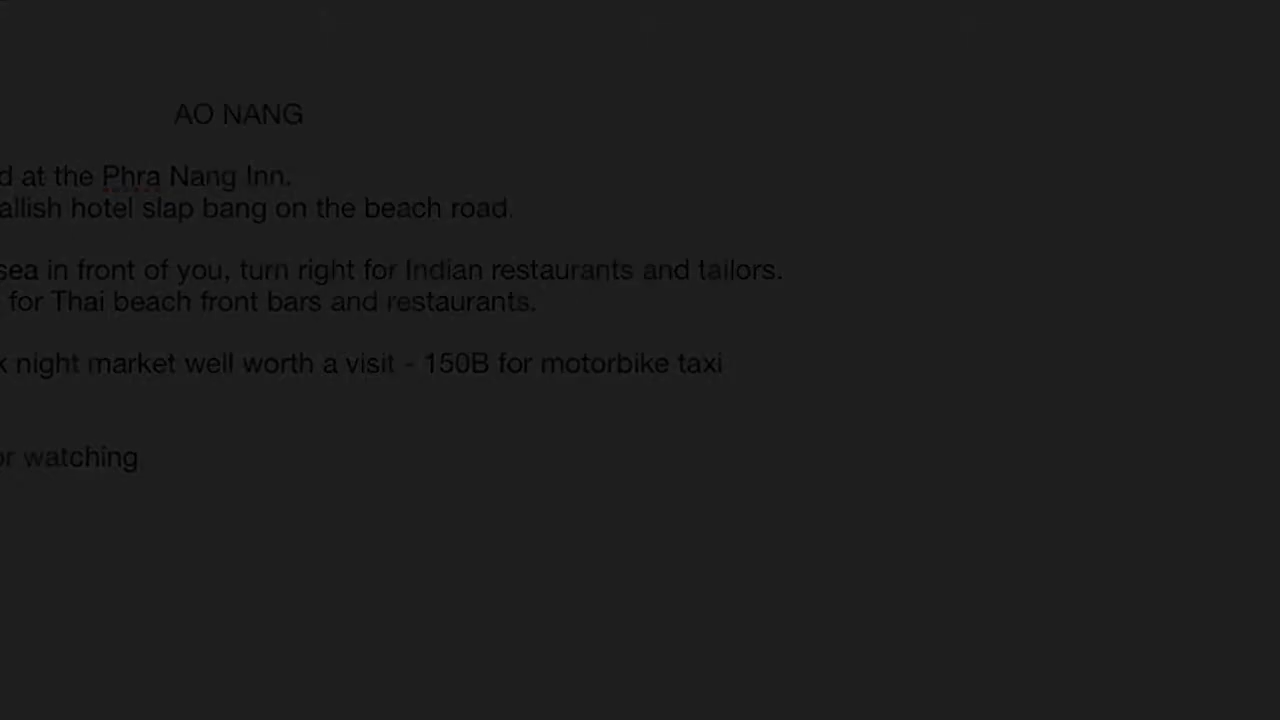 AO NANG
d at the Phra Nang Inn.
allish hotel slap bang on the beach road.
sea in front of you, turn right for Indian restaurants and tailors.
for Thai beach front bars and restaurants.
k night market well worth a visit - 150B for motorbike taxi
or watching